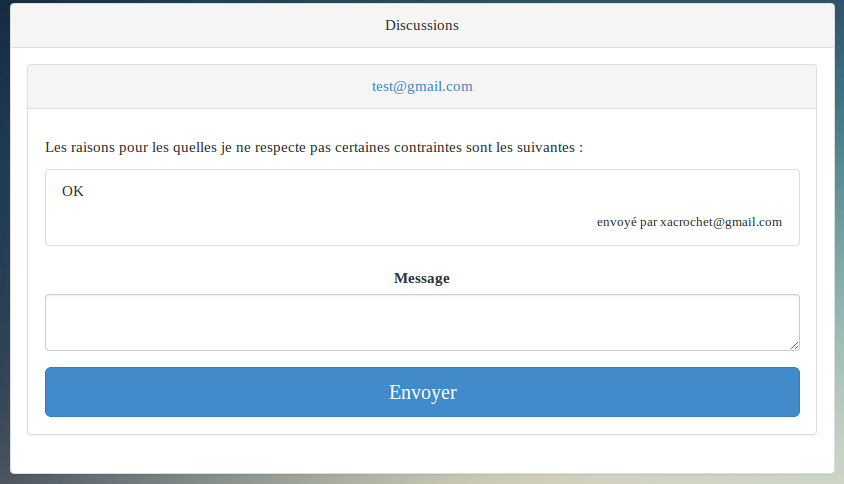 Discussions
test@gmail.com
Les raisons pour les quelles je ne respecte pas certaines contraintes sont les suivantes :
OK
envoyé par xacrochet@gmail.com
Message
Envoyer